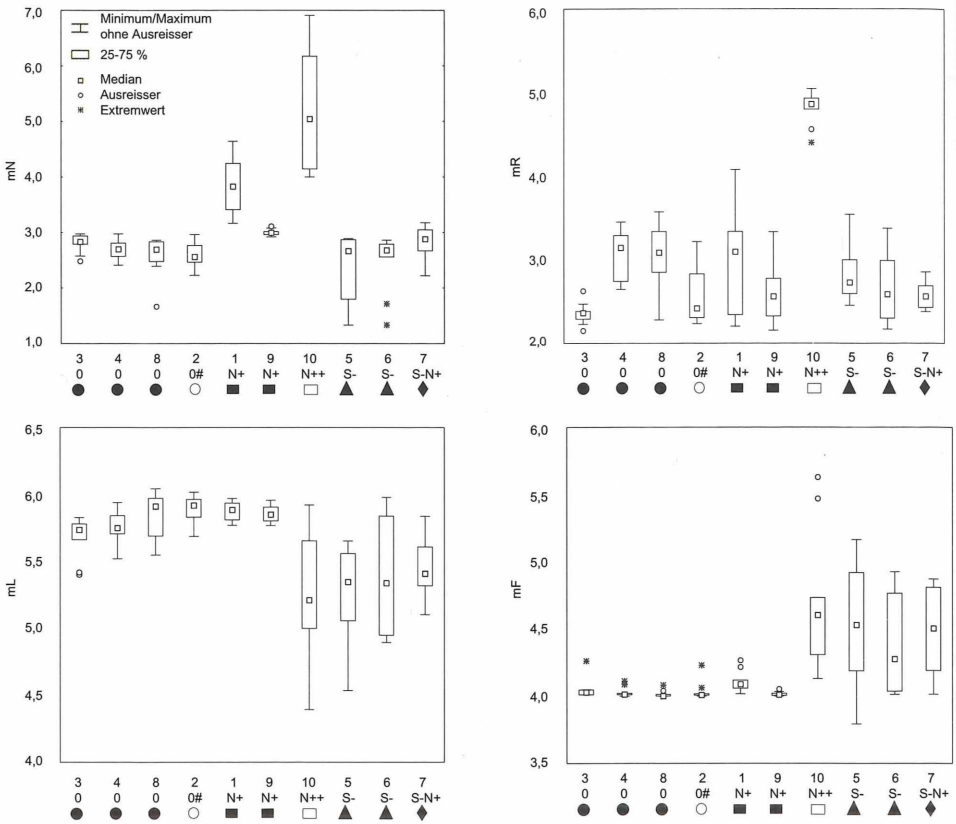 7,0
6,0
5,0
4,0
3,0
2,0
1,0
mN
Minimum/Maximum
ohne Ausreisser
25-75 %
Median
Ausreisser
Extremwert
3 4 8 2 1 9 10 5 6 7
0 0 0 0# N+ N+ N++ S- S- S-N+
6,0
5,0
4,0
3,0
2,0
mR
3 4 8 2 1 9 10 5 6 7
0 0 0 0# N+ N+ N++ S- S- S-N+
6,5
6,0
5,5
5,0
4,5
4,0
mL
3 4 8 2 1 9 10 5 6 7
0 0 0 0# N+ N+ N++ S- S- S-N+
6,0
5,5
5,0
4,5
4,0
3,5
mF
3 4 8 2 1 9 10 5 6 7
0 0 0 0# N+ N+ N++ S- S- S-N+